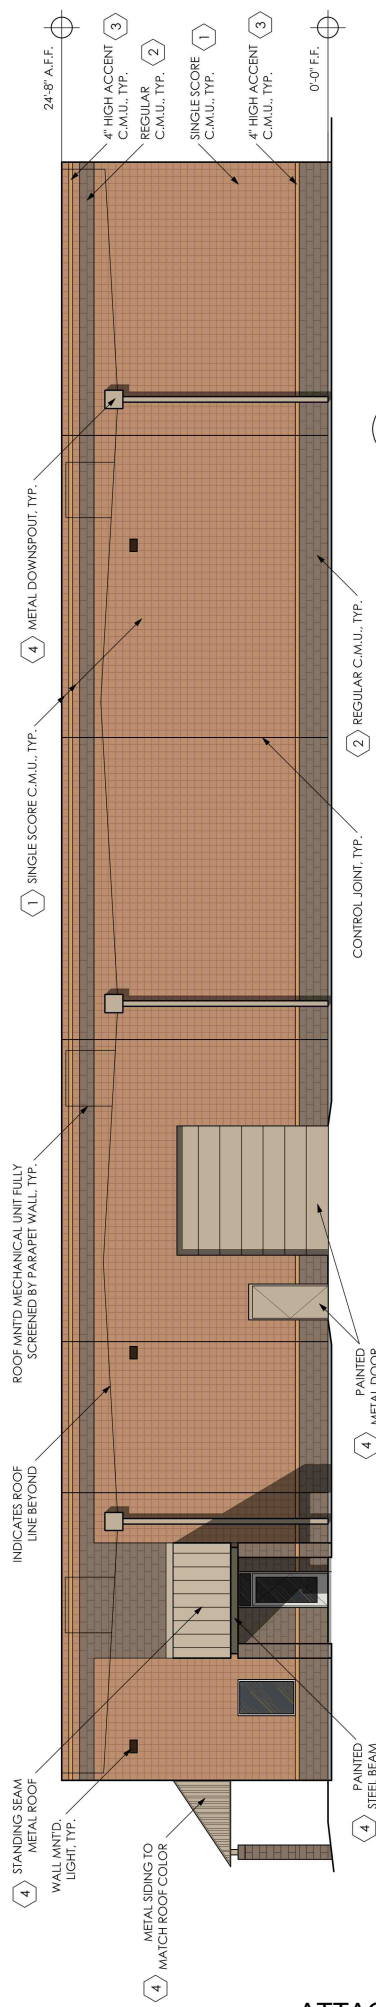 4
STANDING SEAM
METAL ROOF
WALL MNT'D.
LIGHT, TYP.
INDICATES ROOF
LINE BEYOND
ROOF MNT'D MECHANICAL UNIT FULLY
SCREENED BY PARAPET WALL, TYP.
1
SINGLE SCORE C.M.U., TYP.
4
METAL DOWNSPOUT, TYP.
24'-8" A.F.F.
4" HIGH ACCENT
C.M.U., TYP.
3
REGULAR
C.M.U., TYP.
2
SINGLE SCORE
C.M.U., TYP.
1
4" HIGH ACCENT
C.M.U., TYP.
3
0'-0" F.F.
4
METAL SIDING TO
MATCH ROOF COLOR
4
PAINTED
STEEL BEAM
4
PAINTED
METAL DOOR
CONTROL JOINT, TYP.
2
REGULAR C.M.U., TYP.